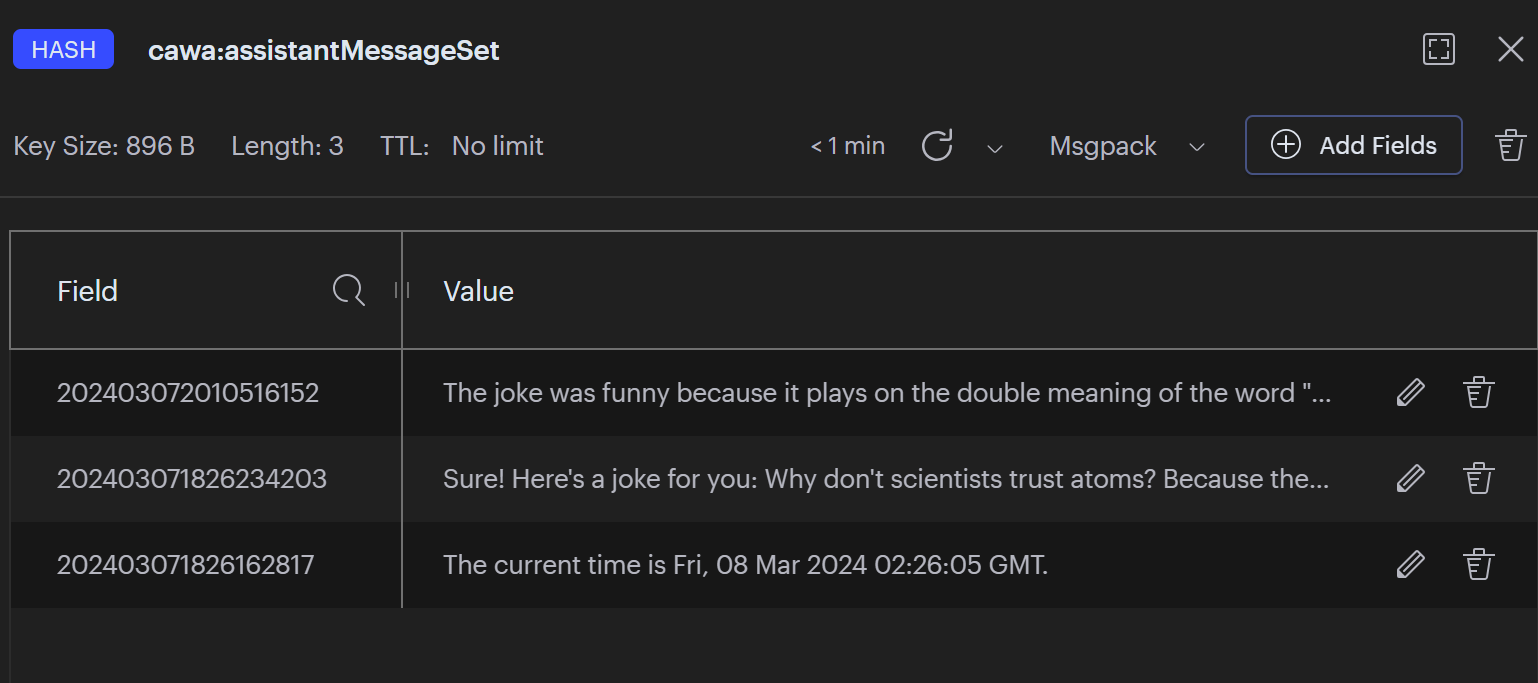 HASH cawa:assistantMessageSet
Key Size: 896 B Length: 3 TTL: No limit < 1 min Msgpack Add Fields
Field Value
202403072010516152 The joke was funny because it plays on the double meaning of the word "...
202403071826234203 Sure! Here's a joke for you: Why don't scientists trust atoms? Because the...
202403071826162817 The current time is Fri, 08 Mar 2024 02:26:05 GMT.